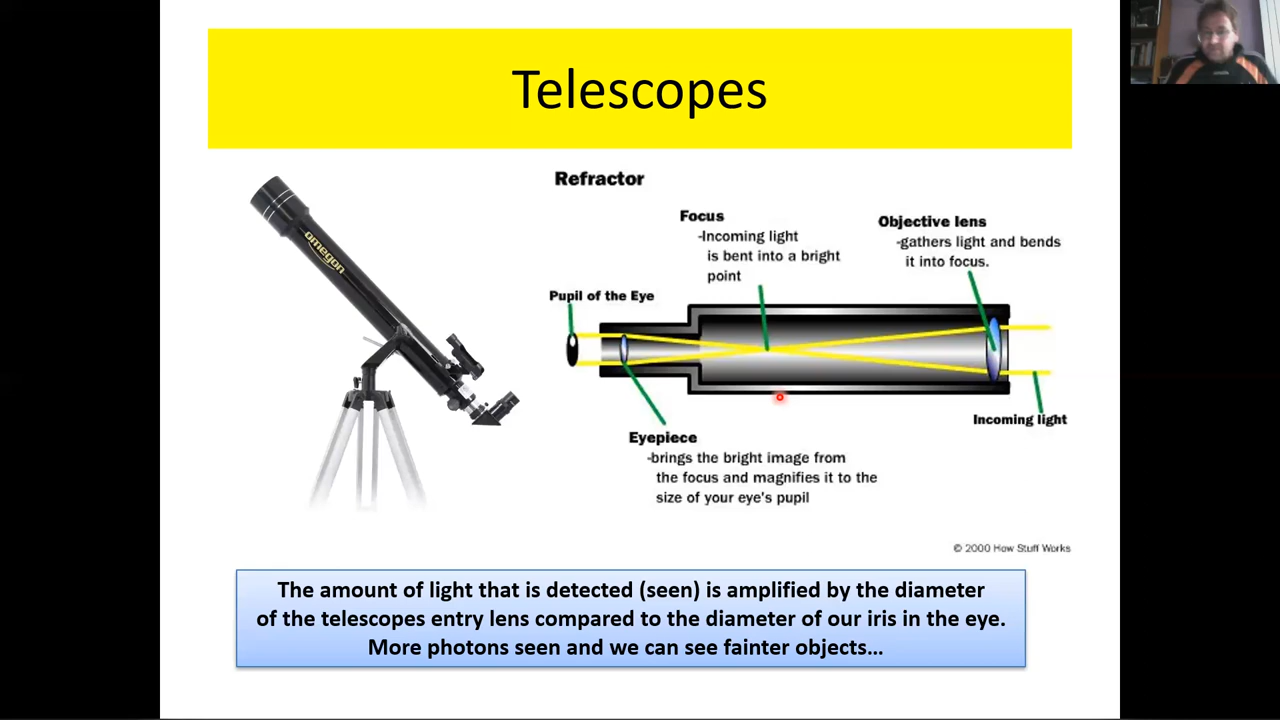 Telescopes
omegon
Refractor
Focus
-Incoming light
is bent into a bright
point
Objective lens
-gathers light and bends
it into focus.
Pupil of the Eye
Incoming light
Eyepiece
-brings the bright image from
the focus and magnifies it to the
size of your eye's pupil
© 2000 How Stuff Works
The amount of light that is detected (seen) is amplified by the diameter
of the telescopes entry lens compared to the diameter of our iris in the eye.
More photons seen and we can see fainter objects...